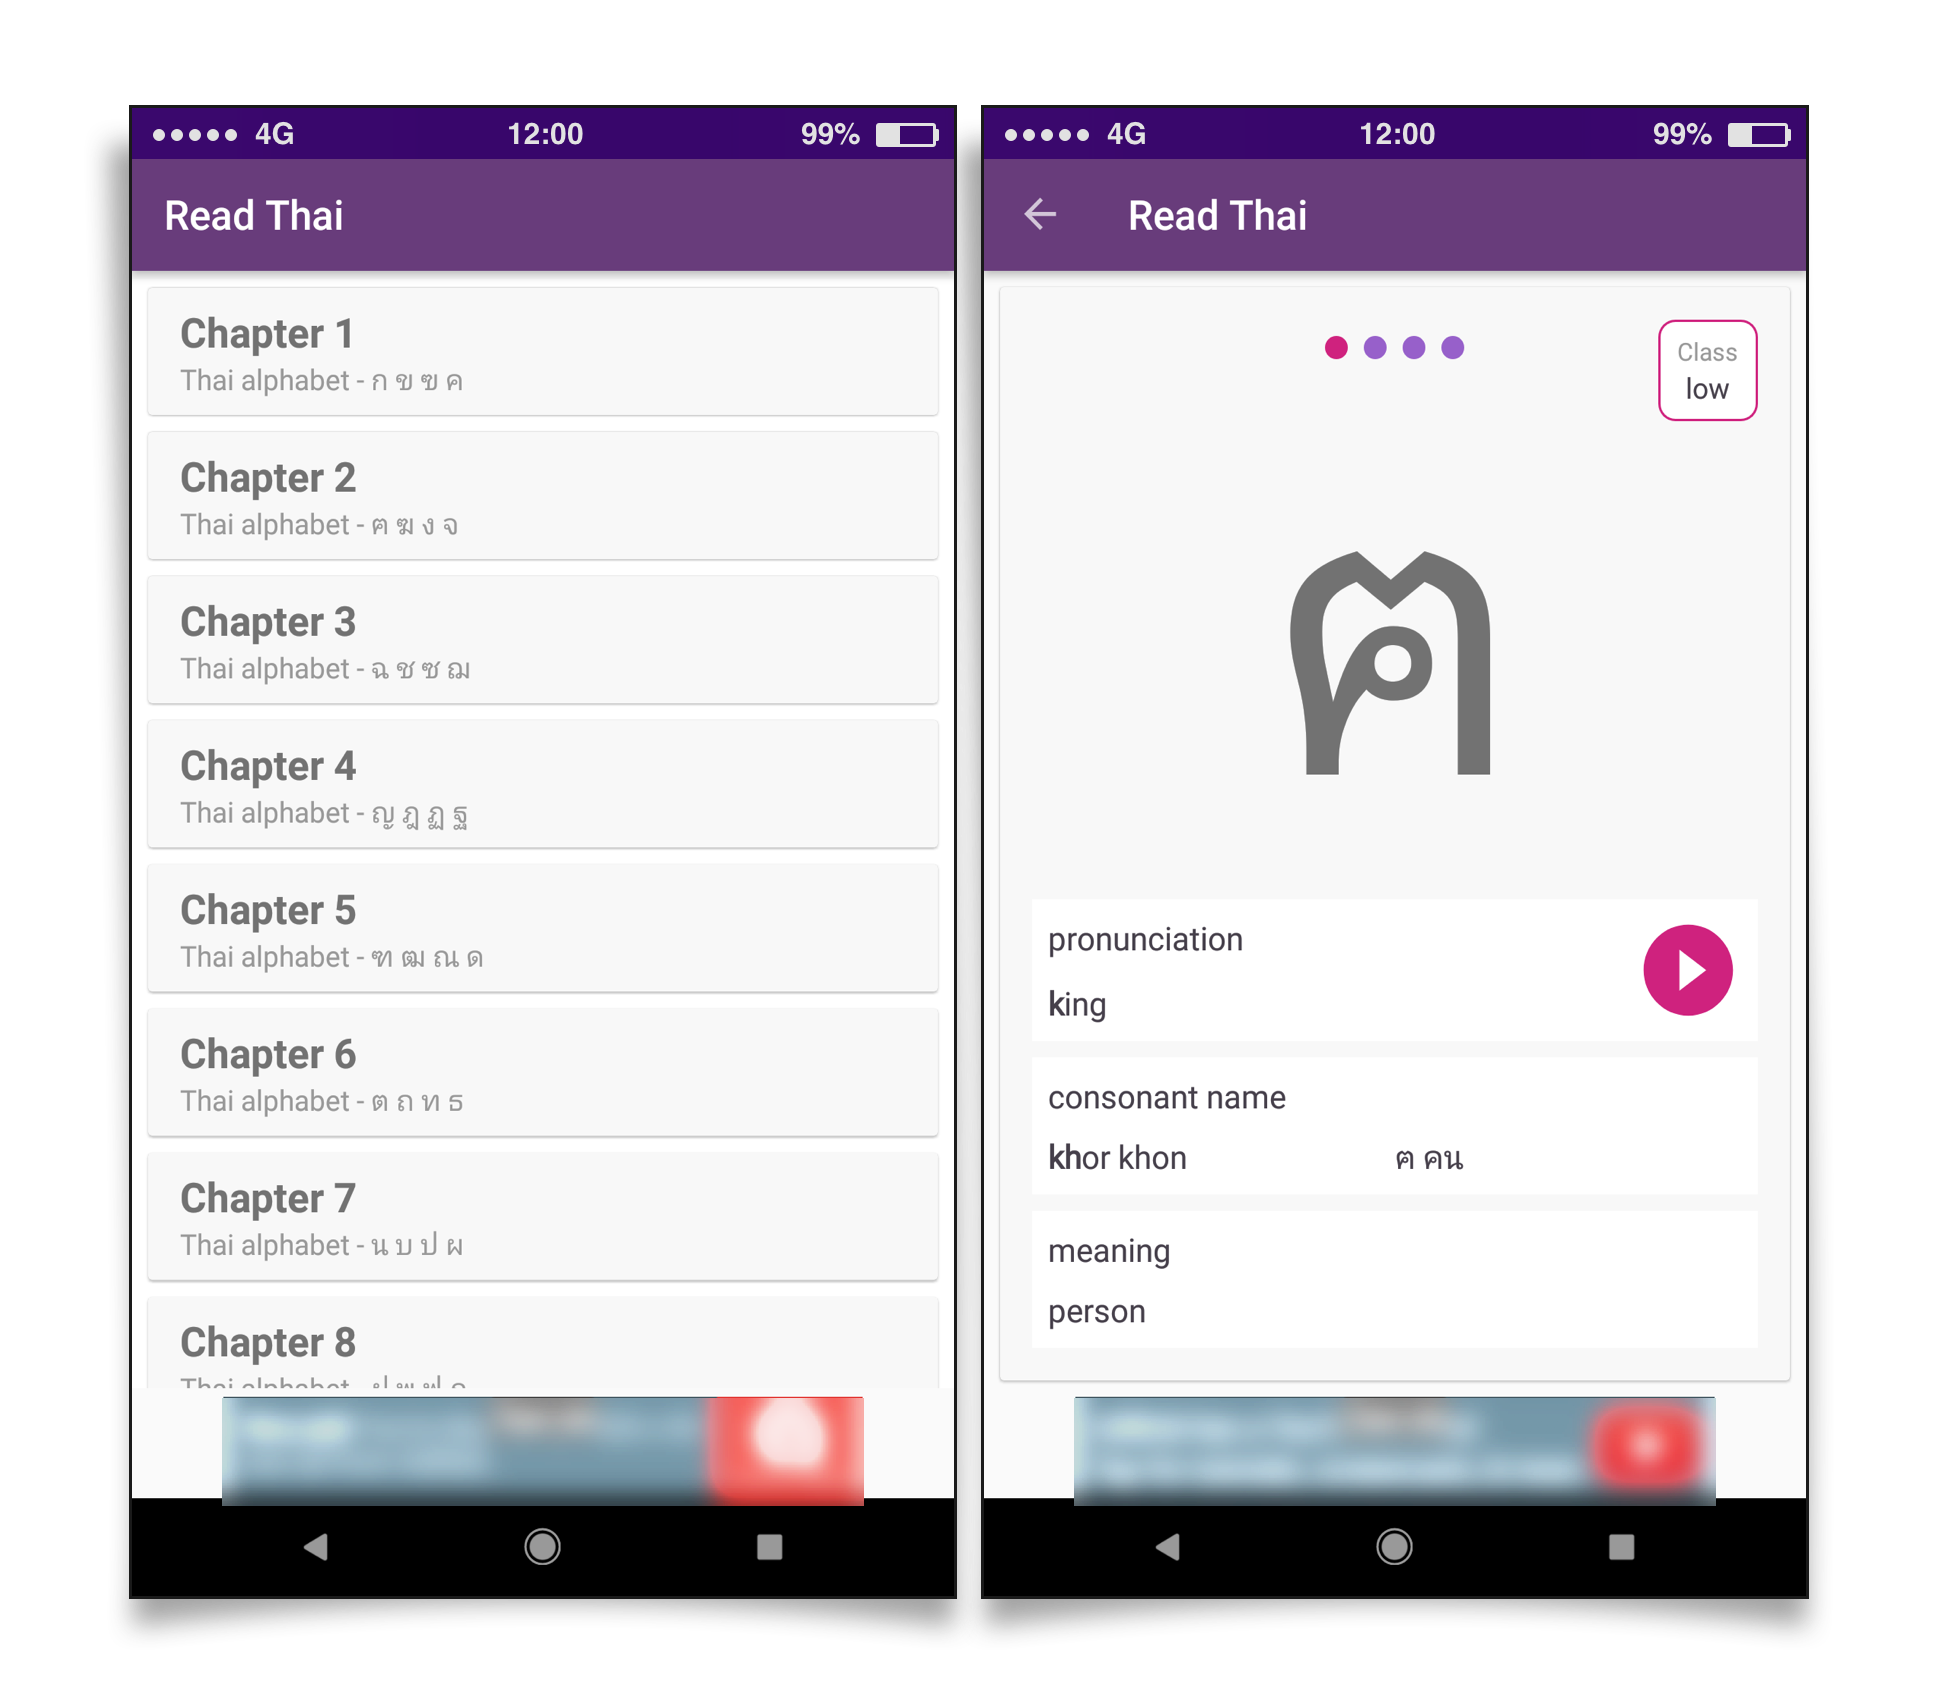 4G 12:00 99%
Read Thai
Chapter 1
Thai alphabet - ก ข ฃ ค
Chapter 2
Thai alphabet - ฅ ฆ ง จ
Chapter 3
Thai alphabet - ฉ ช ซ ฌ
Chapter 4
Thai alphabet - ญ ฎ ฏ ฐ
Chapter 5
Thai alphabet - ฑ ฒ ณ ด
Chapter 6
Thai alphabet - ต ถ ท ธ
Chapter 7
Thai alphabet - น บ ป ผ
Chapter 8
Thai alphabet -
4G 12:00 99%
Read Thai
Class
low
ฅ
pronunciation
king
consonant name
khor khon ฅ คน
meaning
person